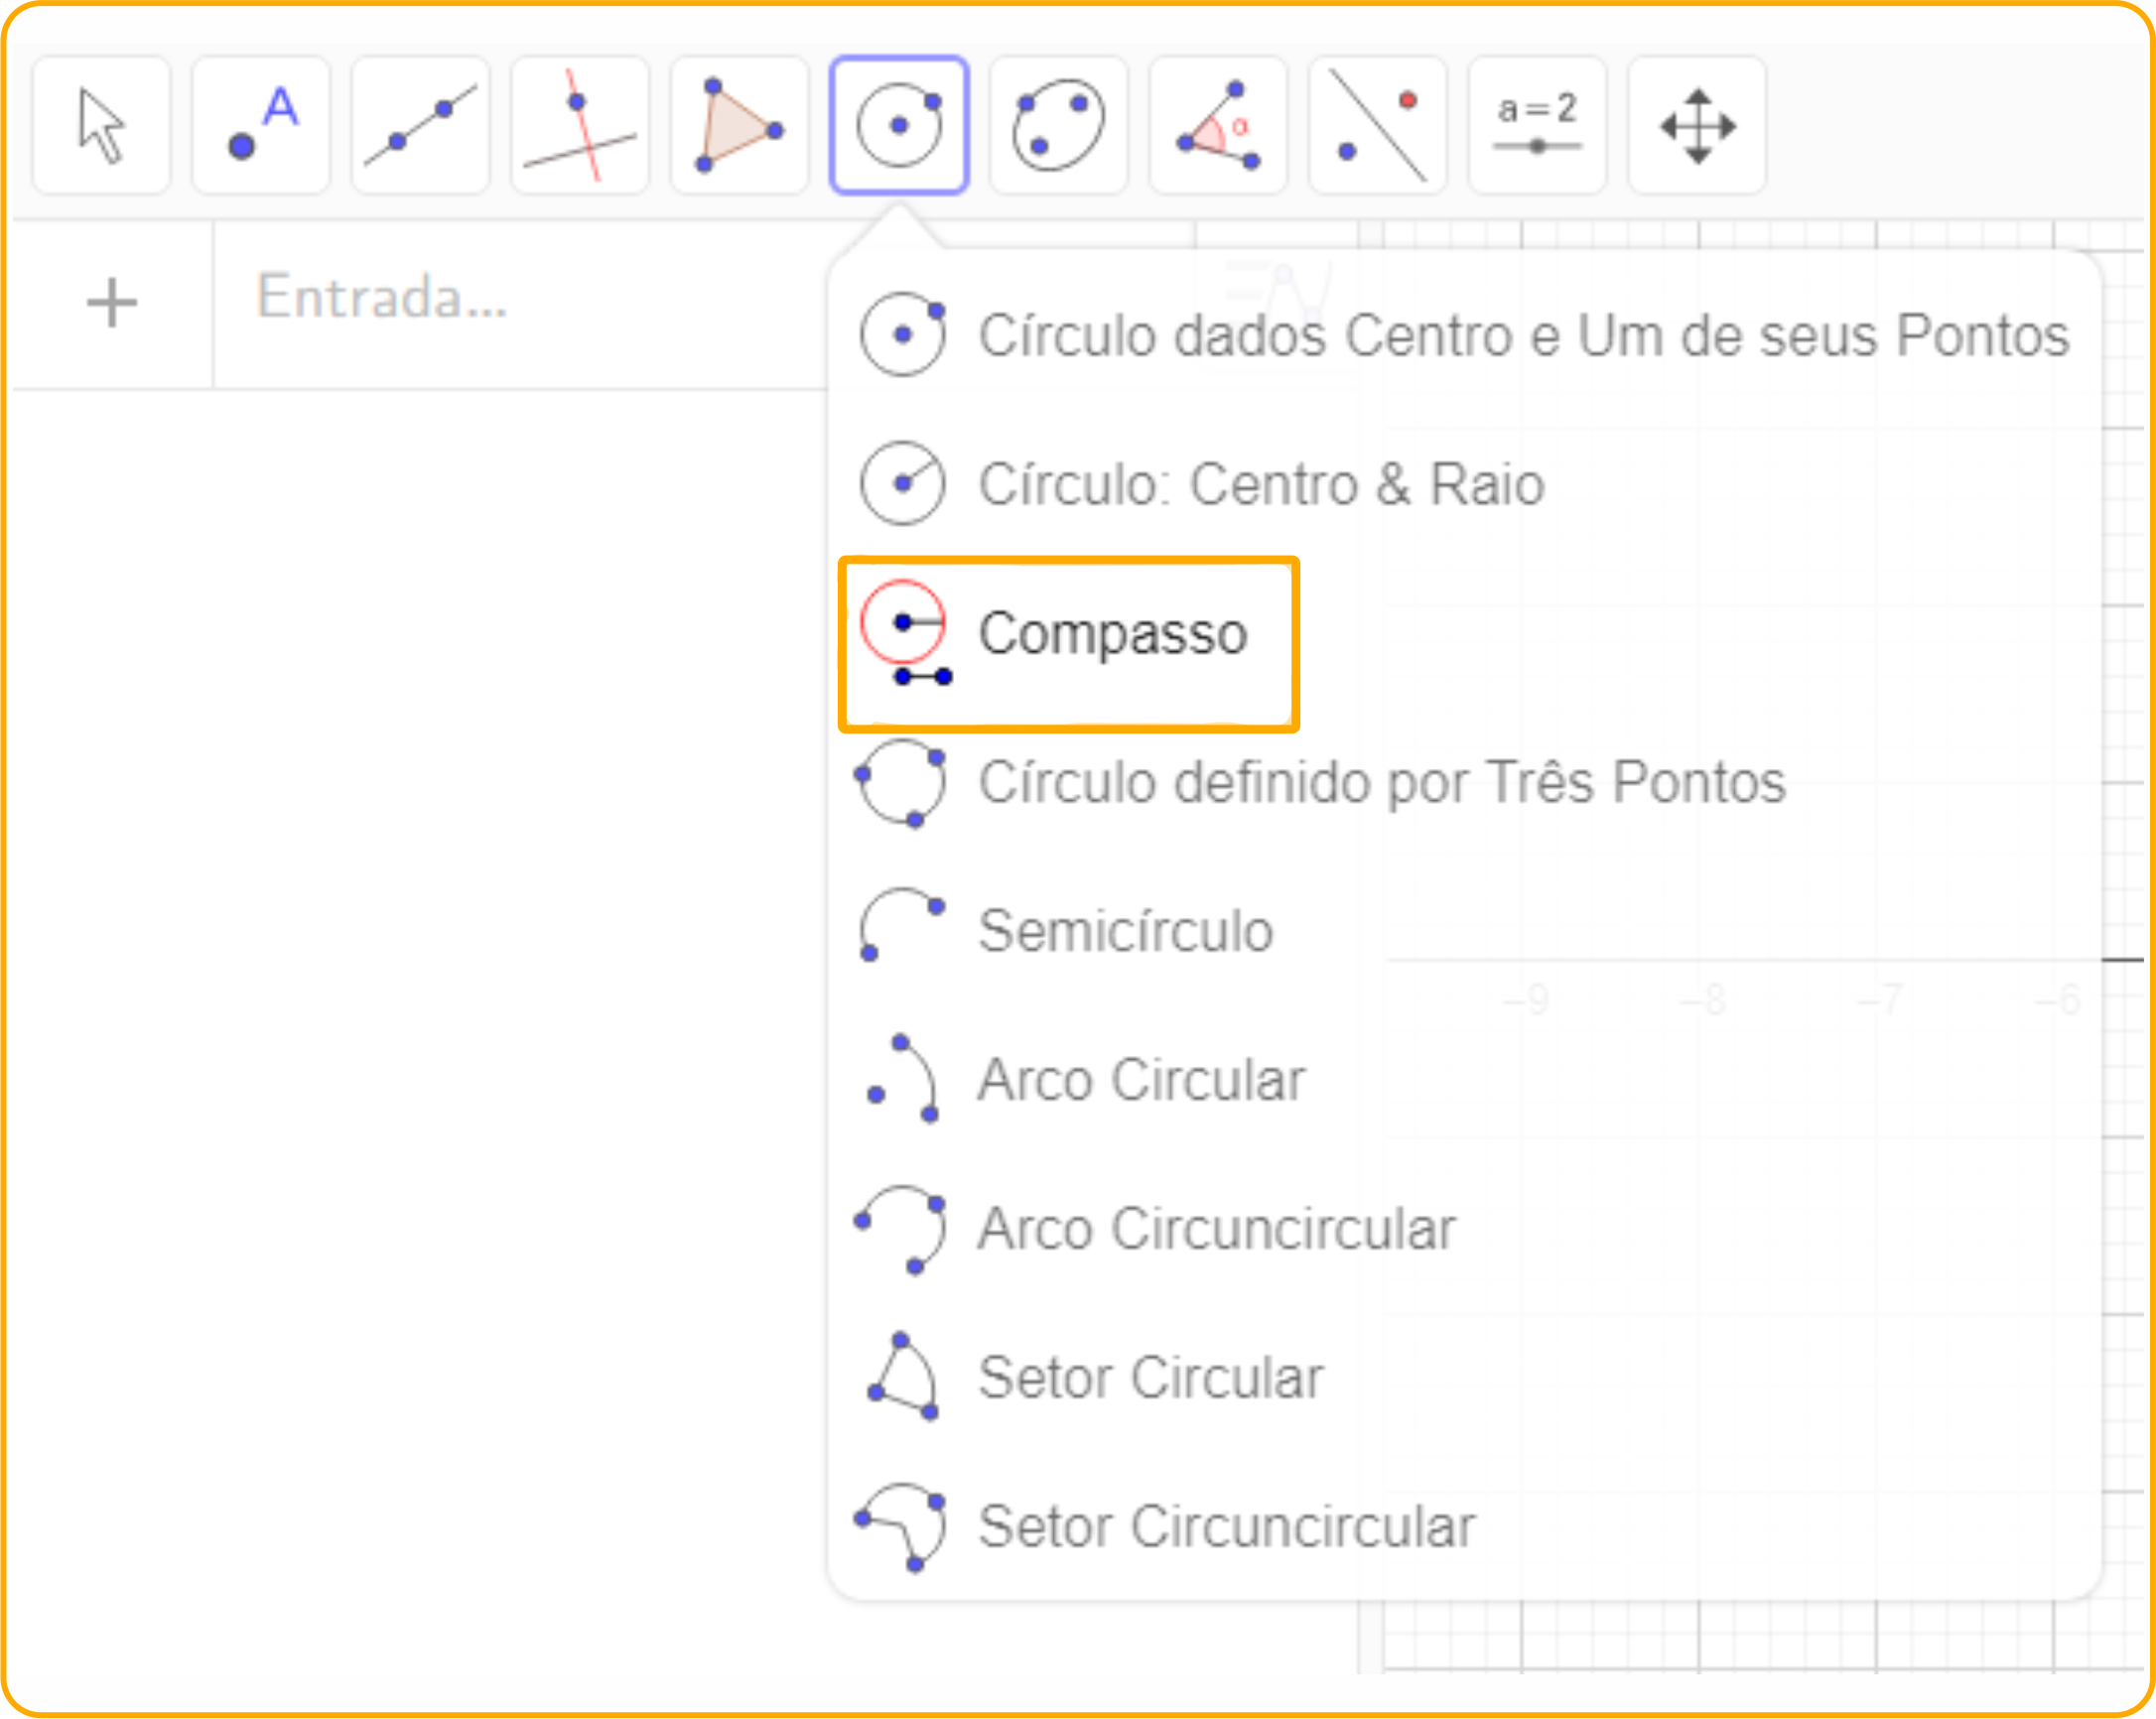 A
α
a = 2
+ Entrada...
Círculo dados Centro e Um de seus Pontos
Círculo: Centro & Raio
Compasso
Círculo definido por Três Pontos
Semicírculo
−9 −8 −7 −6
Arco Circular
Arco Circuncircular
Setor Circular
Setor Circuncircular